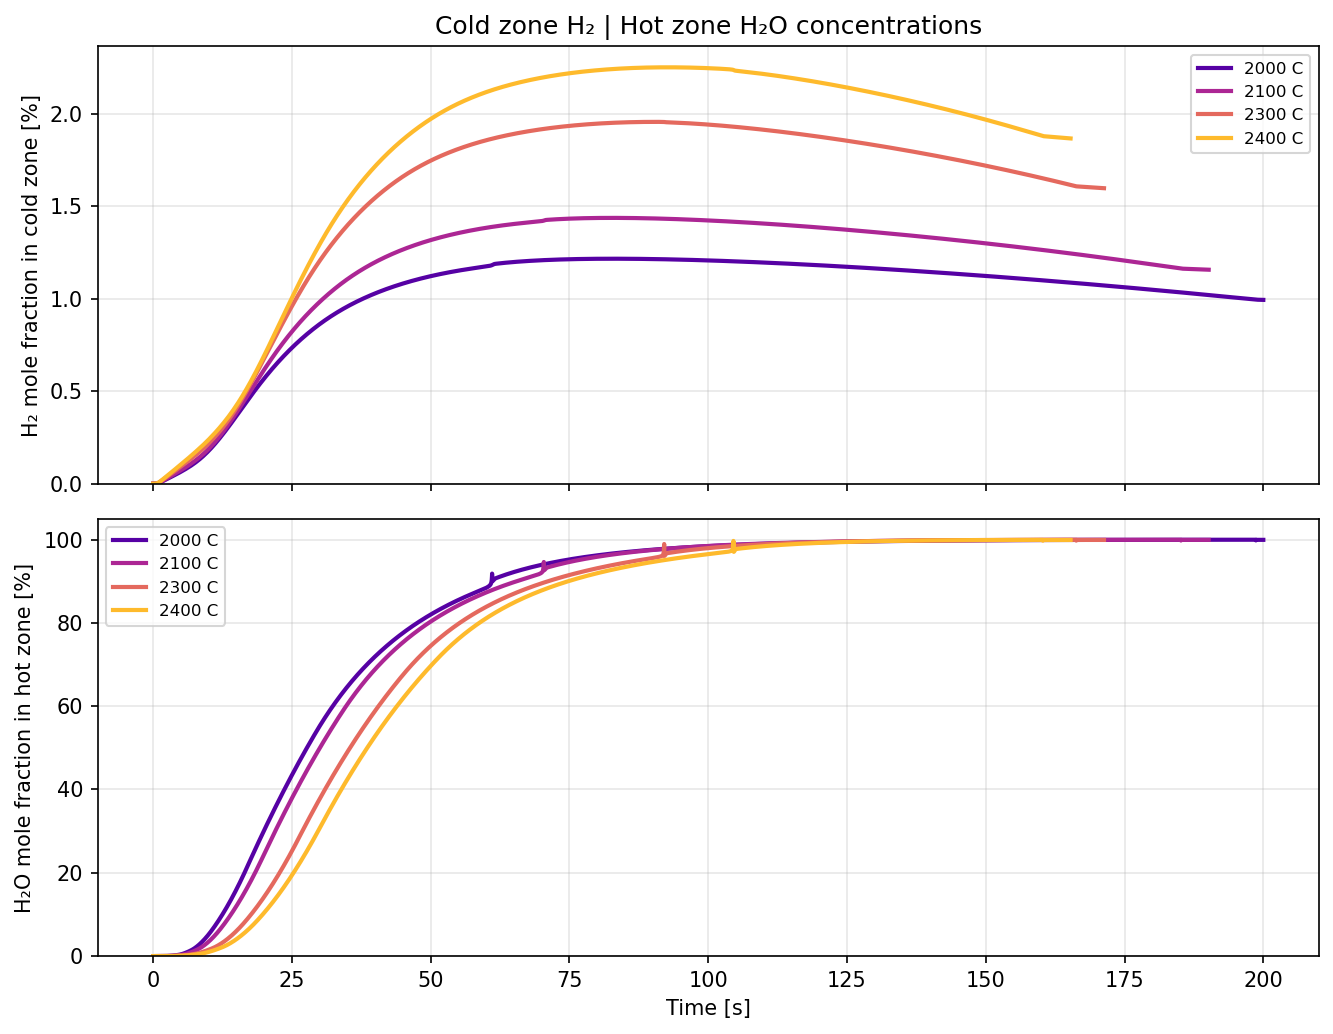 Cold zone H₂ | Hot zone H₂O concentrations
H₂ mole fraction in cold zone [%]
2.0
1.5
1.0
0.5
0.0
2000 C
2100 C
2300 C
2400 C
H₂O mole fraction in hot zone [%]
100
80
60
40
20
0
2000 C
2100 C
2300 C
2400 C
0 25 50 75 100 125 150 175 200
Time [s]